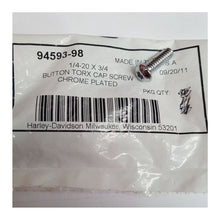 94593-98
MADE IN U.S.A
1/4-20 X 3/4
09/20/11
BUTTON TORX CAP SCREW
CHROME PLATED
PKG.QTY:
Harley-Davidson Milwaukee, Wisconsin 53201